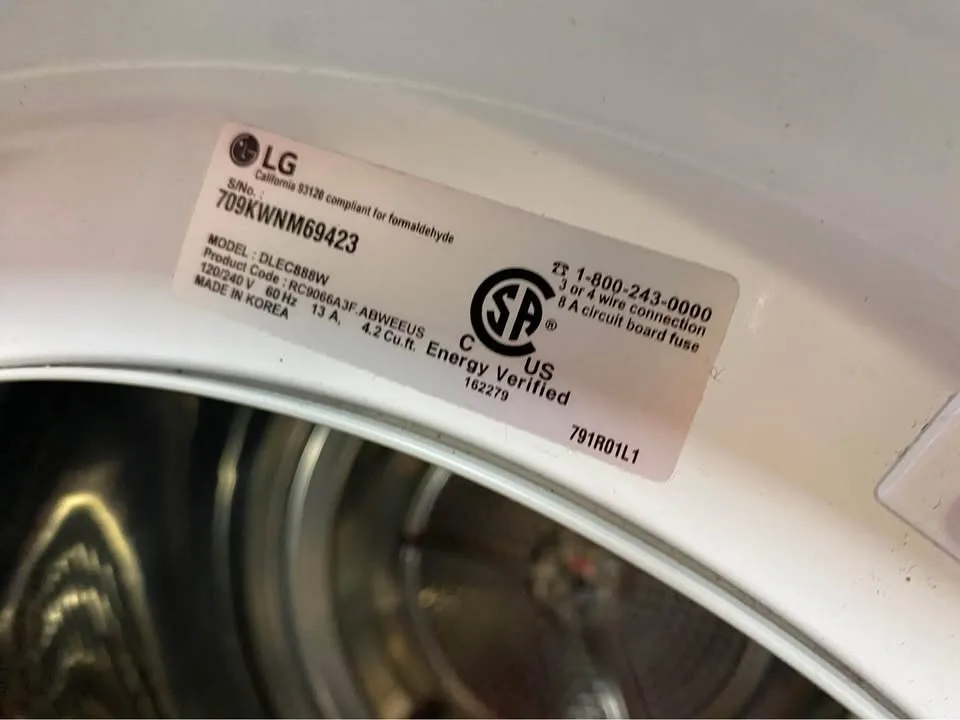 LG
California 93120 compliant for formaldehyde
S/No. :
709KWNM69423
MODEL : DLEC888W
Product Code : RC9066A3F.ABWEEUS
120/240 V 60 Hz 13 A, 4.2 Cu.ft.
MADE IN KOREA
SA ®
C US
Energy Verified
162279
☎ 1-800-243-0000
3 or 4 wire connection
8 A circuit board fuse
791R01L1